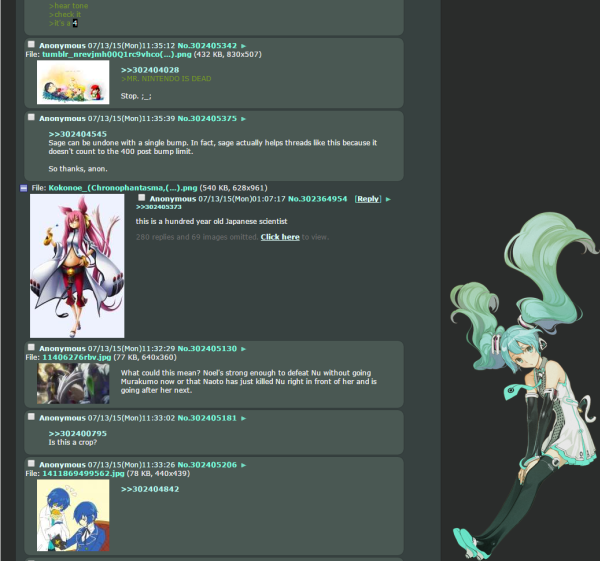 >hear tone
>check it
>it's a 4
Anonymous 07/13/15(Mon)11:35:12 No.302405342 ►
File: tumblr_nrevjmh00Q1rc9vhco(...).png (432 KB, 830x507)
>>302404028
>MR. NINTENDO IS DEAD
Stop. ;_;
Anonymous 07/13/15(Mon)11:35:39 No.302405375 ►
>>302404545
Sage can be undone with a single bump. In fact, sage actually helps threads like this because it
doesn't count to the 400 post bump limit.
So thanks, anon.
File: Kokonoe_(Chronophantasma,(...).png (540 KB, 628x961)
Anonymous 07/13/15(Mon)01:07:17 No.302364954 [Reply] ►
>>302405373
this is a hundred year old Japanese scientist
280 replies and 69 images omitted. Click here to view.
Anonymous 07/13/15(Mon)11:32:29 No.302405130 ►
File: 11406276rbv.jpg (77 KB, 640x360)
What could this mean? Noel's strong enough to defeat Nu without going
Murakumo now or that Naoto has just killed Nu right in front of her and is
going after her next.
Anonymous 07/13/15(Mon)11:33:02 No.302405181 ►
>>302400795
Is this a crop?
Anonymous 07/13/15(Mon)11:33:26 No.302405206 ►
File: 1411869499562.jpg (78 KB, 440x439)
>>302404842